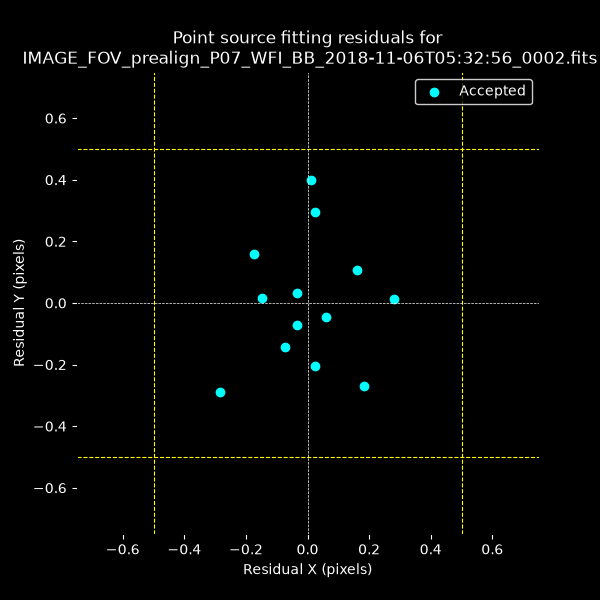 Point source fitting residuals for
IMAGE_FOV_prealign_P07_WFI_BB_2018-11-06T05:32:56_0002.fits
Accepted
0.6
0.4
0.2
0.0
−0.2
−0.4
−0.6
Residual Y (pixels)
−0.6 −0.4 −0.2 0.0 0.2 0.4 0.6
Residual X (pixels)